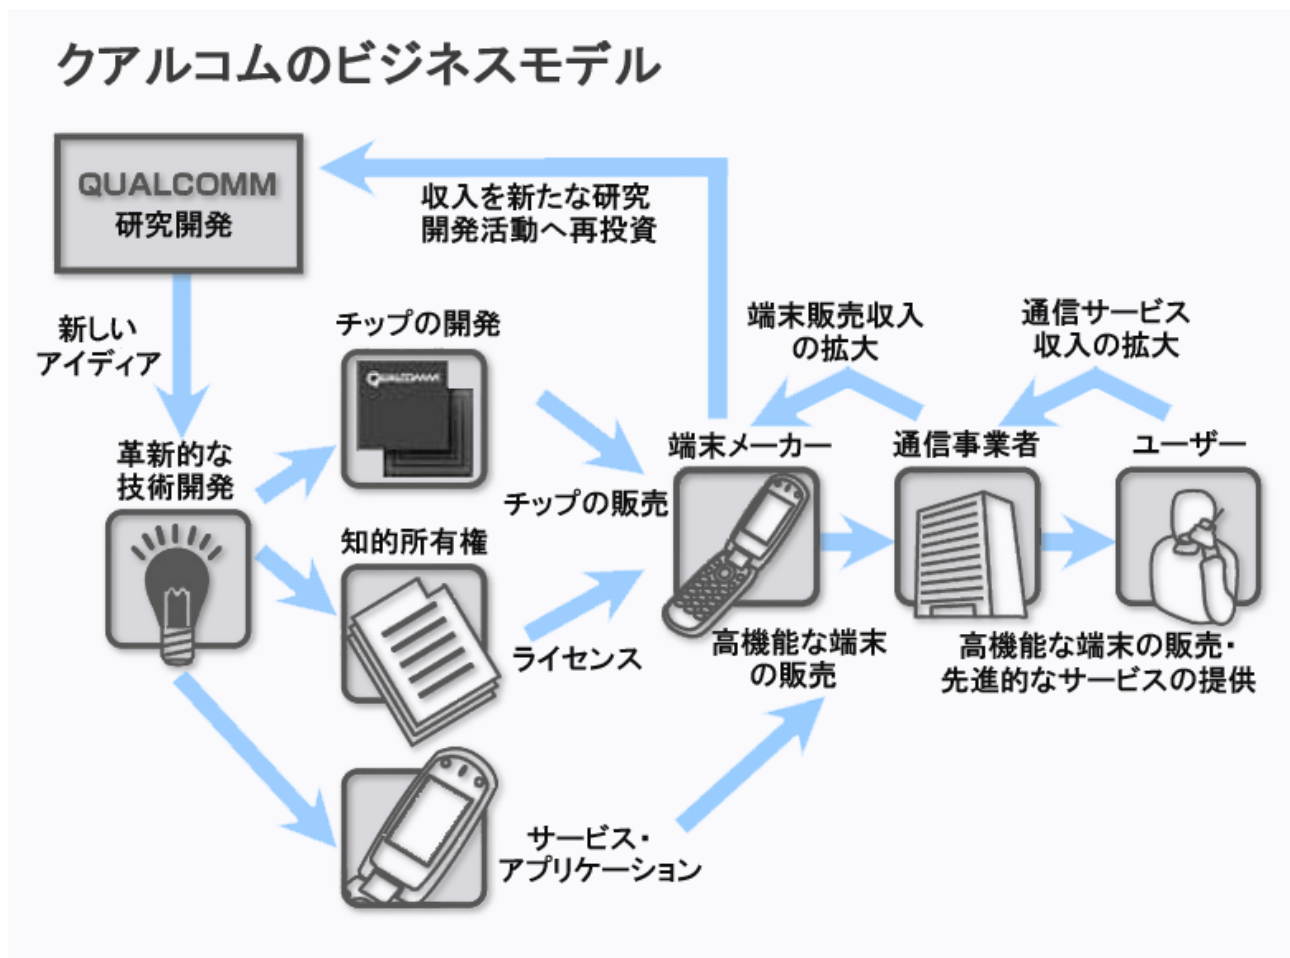 クアルコムのビジネスモデル
QUALCOMM
研究開発
収入を新たな研究
開発活動へ再投資
新しい
アイディア
チップの開発
QUALCOMM
端末販売収入
の拡大
通信サービス
収入の拡大
革新的な
技術開発
チップの販売
端末メーカー
通信事業者
ユーザー
知的所有権
ライセンス
高機能な端末
の販売
高機能な端末の販売・
先進的なサービスの提供
サービス・
アプリケーション